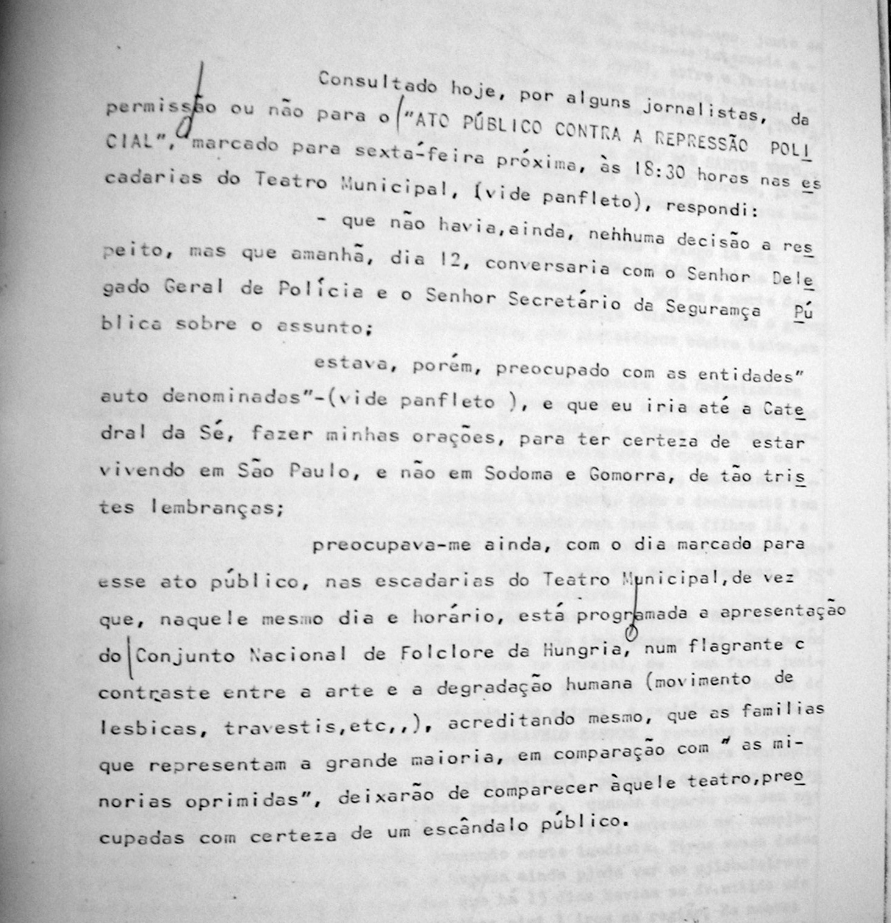 Consultado hoje, por alguns jornalistas, da
permissão ou não para o "ATO PÚBLICO CONTRA A REPRESSÃO POLI
CIAL", marcado para sexta-feira próxima, às 18:30 horas nas es
cadarias do Teatro Municipal, (vide panfleto), respondi:
- que não havia,ainda, nehhuma decisão a res
peito, mas que amanhã, dia 12, conversaria com o Senhor Dele
gado Geral de Polícia e o Senhor Secretário da Seguramça Pú
blica sobre o assunto;
estava, porém, preocupado com as entidades"
auto denominadas"-(vide panfleto ), e que eu iria até a Cate
dral da Sé, fazer minhas orações, para ter certeza de estar
vivendo em São Paulo, e não em Sodoma e Gomorra, de tão tris
tes lembranças;
preocupava-me ainda, com o dia marcado para
esse ato público, nas escadarias do Teatro Municipal,de vez
que, naquele mesmo dia e horário, está programada a apresentação
do Conjunto Nacional de Folclore da Hungria, num flagrante c
contraste entre a arte e a degradação humana (movimento de
lesbicas, travestis,etc,,), acreditando mesmo, que as familias
que representam a grande maioria, em comparação com " as mi-
norias oprimidas", deixarão de comparecer àquele teatro,preo
cupadas com certeza de um escândalo público.